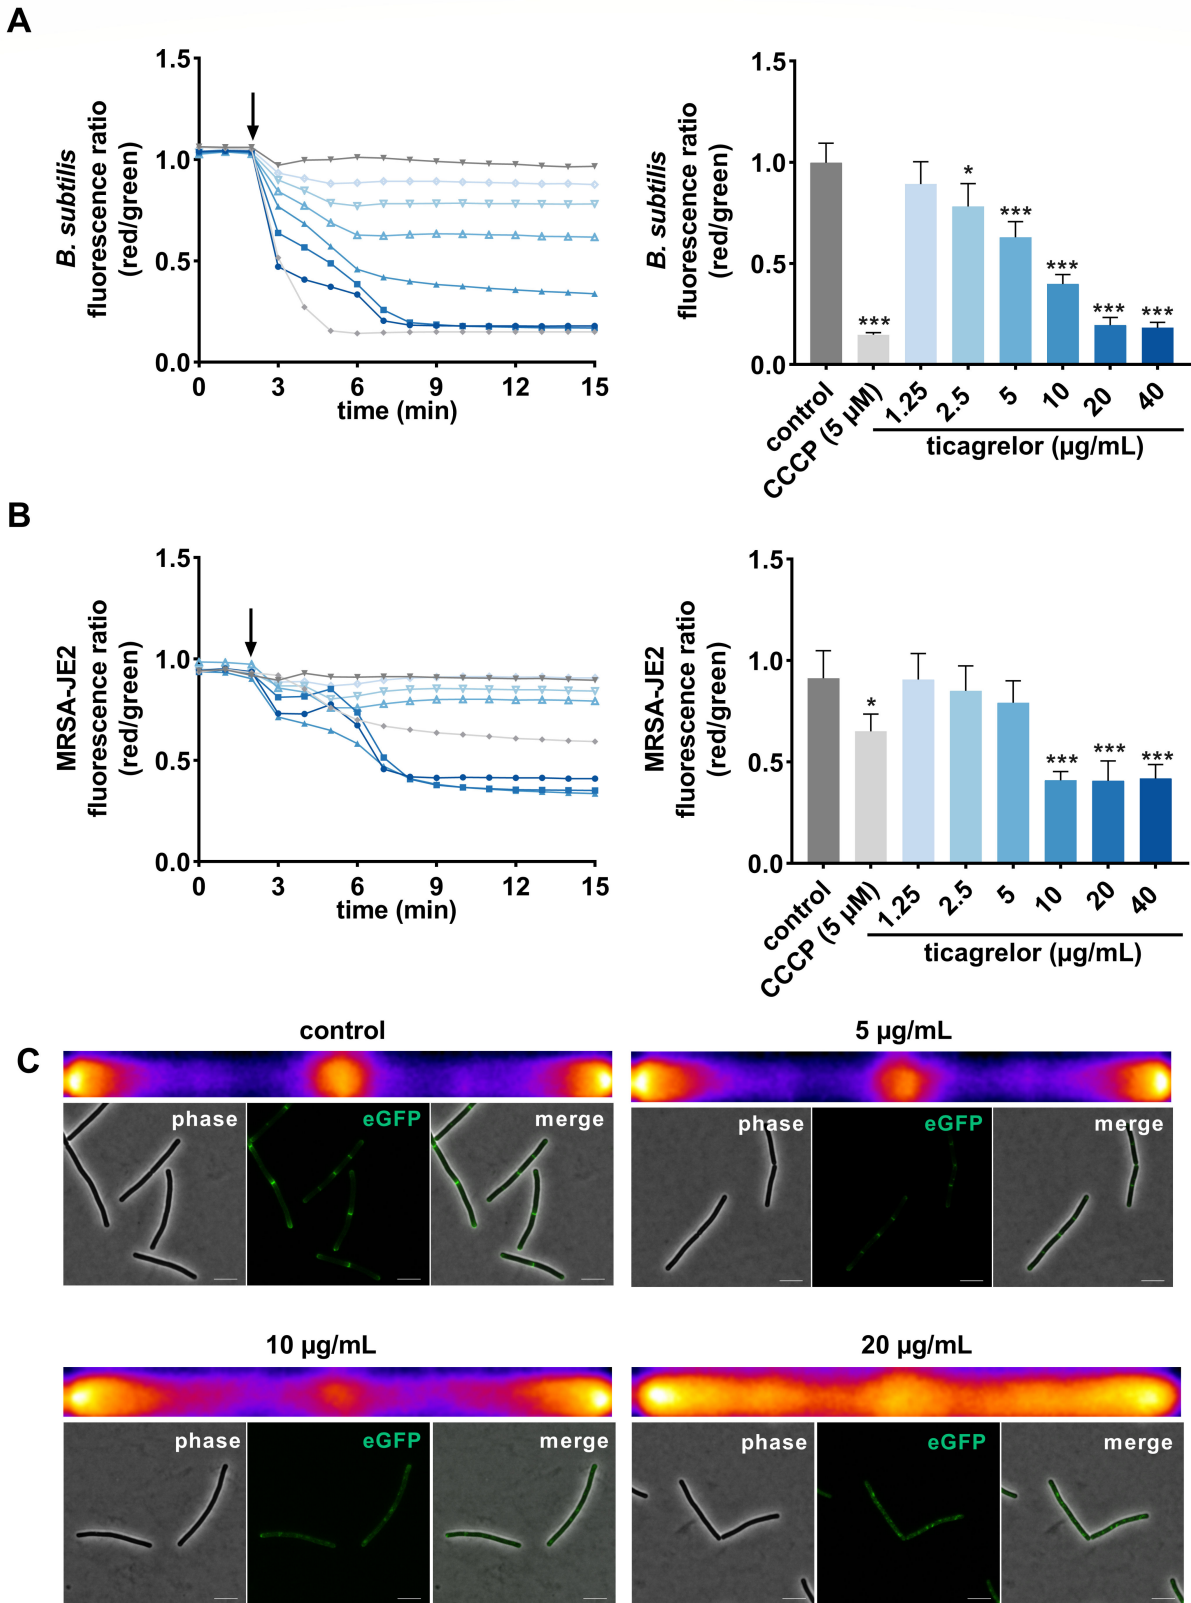 A
B. subtilis
fluorescence ratio
(red/green)
1.5
1.0
0.5
0.0
0
3
6
9
12
15
time (min)
B. subtilis
fluorescence ratio
(red/green)
1.5
1.0
0.5
0.0
***
*
***
***
***
***
control
CCCP (5 µM)
1.25
2.5
5
10
20
40
ticagrelor (µg/mL)
B
MRSA-JE2
fluorescence ratio
(red/green)
1.5
1.0
0.5
0.0
0
3
6
9
12
15
time (min)
MRSA-JE2
fluorescence ratio
(red/green)
1.5
1.0
0.5
0.0
*
***
***
***
control
CCCP (5 µM)
1.25
2.5
5
10
20
40
ticagrelor (µg/mL)
C
control
phase
eGFP
merge
5 µg/mL
phase
eGFP
merge
10 µg/mL
phase
eGFP
merge
20 µg/mL
phase
eGFP
merge